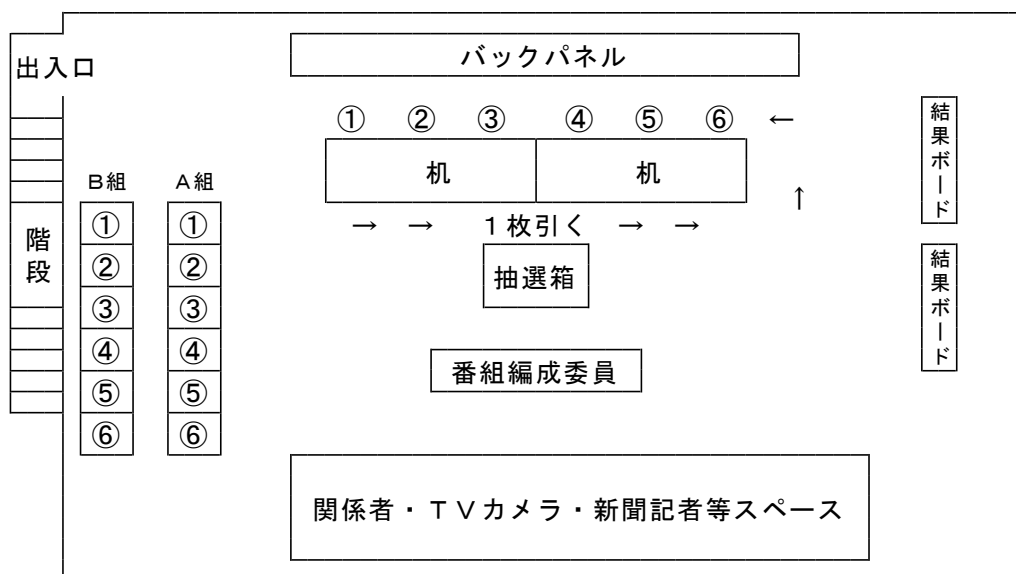 出入口
バックパネル
① ② ③ ④ ⑤ ⑥ ←
机 机
↑
結果ボード
B組 A組
→ → 1枚引く → →
抽選箱
階段
① ①
② ②
③ ③
④ ④
⑤ ⑤
⑥ ⑥
結果ボード
番組編成委員
関係者・TVカメラ・新聞記者等スペース